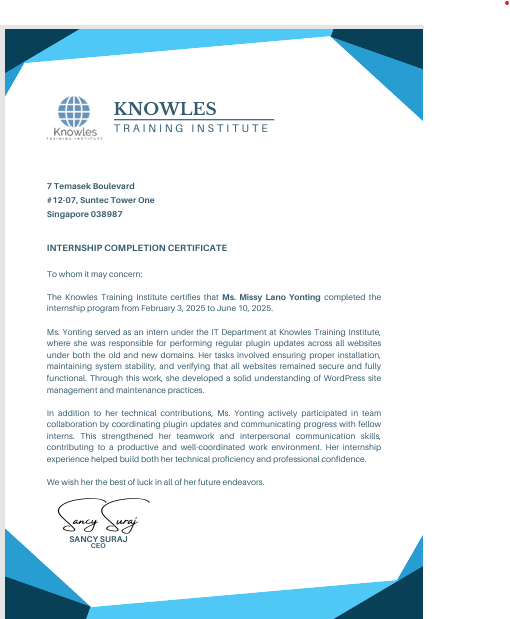 Knowles
TRAINING INSTITUTE
KNOWLES
TRAINING INSTITUTE
7 Temasek Boulevard
#12-07, Suntec Tower One
Singapore 038987
INTERNSHIP COMPLETION CERTIFICATE
To whom it may concern:
The Knowles Training Institute certifies that Ms. Missy Lano Yonting completed the
internship program from February 3, 2025 to June 10, 2025.
Ms. Yonting served as an intern under the IT Department at Knowles Training Institute,
where she was responsible for performing regular plugin updates across all websites
under both the old and new domains. Her tasks involved ensuring proper installation,
maintaining system stability, and verifying that all websites remained secure and fully
functional. Through this work, she developed a solid understanding of WordPress site
management and maintenance practices.
In addition to her technical contributions, Ms. Yonting actively participated in team
collaboration by coordinating plugin updates and communicating progress with fellow
interns. This strengthened her teamwork and interpersonal communication skills,
contributing to a productive and well-coordinated work environment. Her internship
experience helped build both her technical proficiency and professional confidence.
We wish her the best of luck in all of her future endeavors.
Sancy Suraj
SANCY SURAJ
CEO